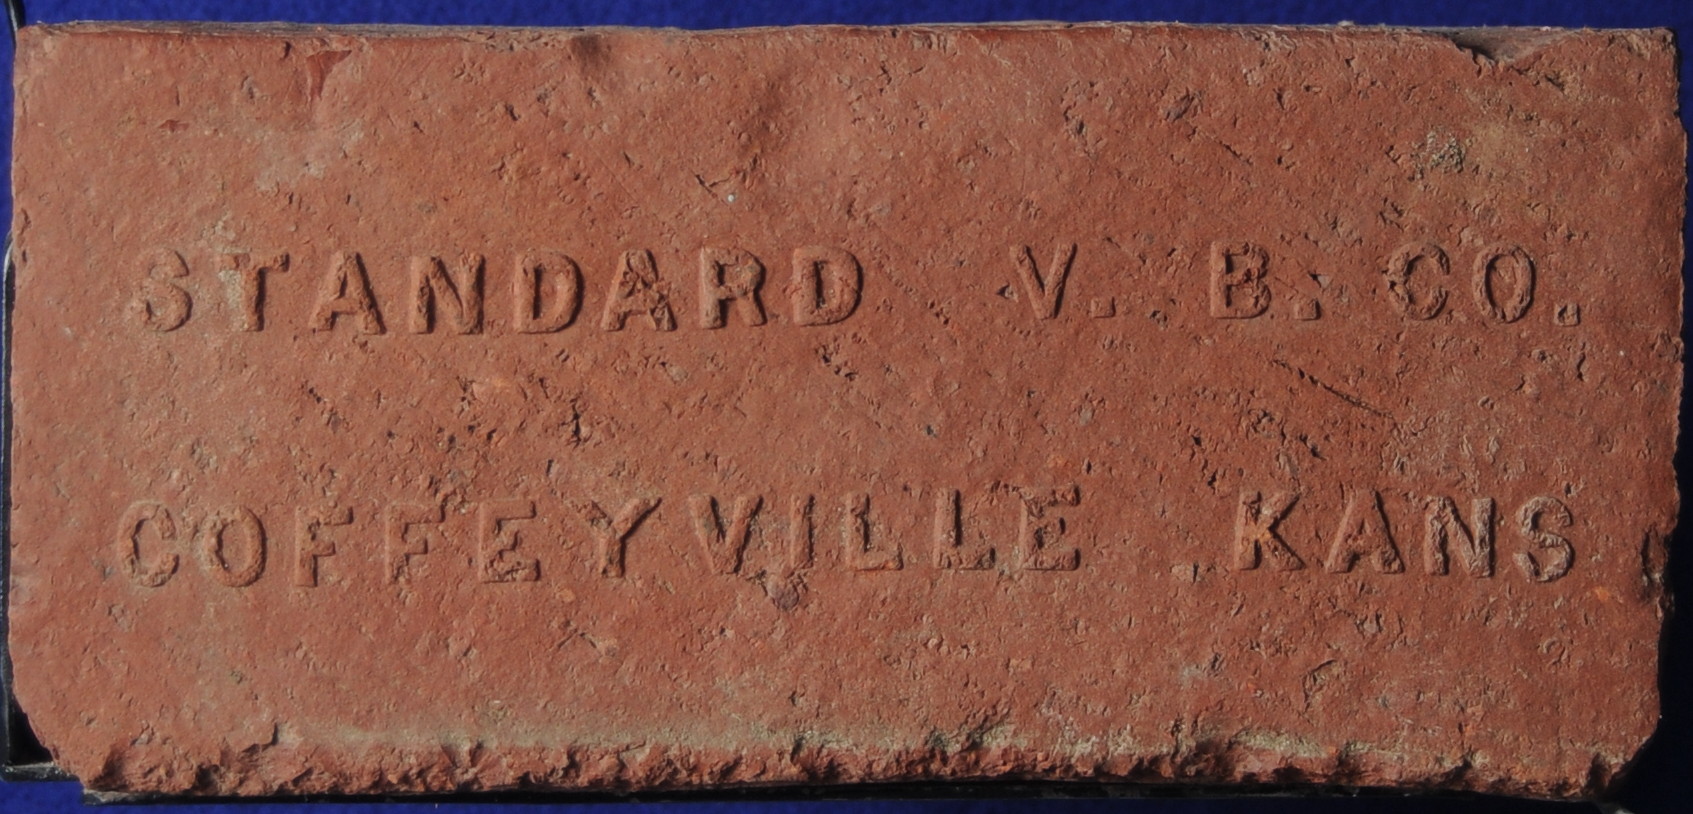 STANDARD V. B. CO.
COFFEYVILLE KANS